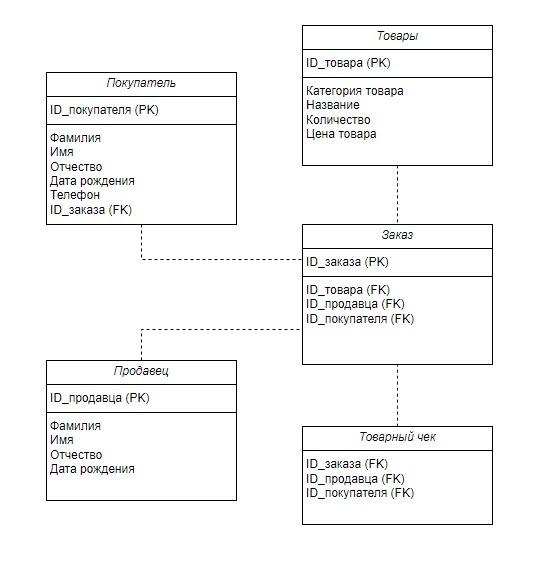 Покупатель
ID_покупателя (PK)
Фамилия
Имя
Отчество
Дата рождения
Телефон
ID_заказа (FK)
Товары
ID_товара (PK)
Категория товара
Название
Количество
Цена товара
Заказ
ID_заказа (PK)
ID_товара (FK)
ID_продавца (FK)
ID_покупателя (FK)
Продавец
ID_продавца (PK)
Фамилия
Имя
Отчество
Дата рождения
Товарный чек
ID_заказа (FK)
ID_продавца (FK)
ID_покупателя (FK)